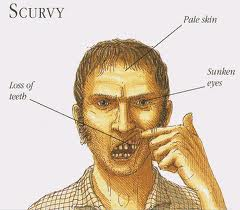 SCURVY
Pale skin
Sunken
eyes
Loss of
teeth